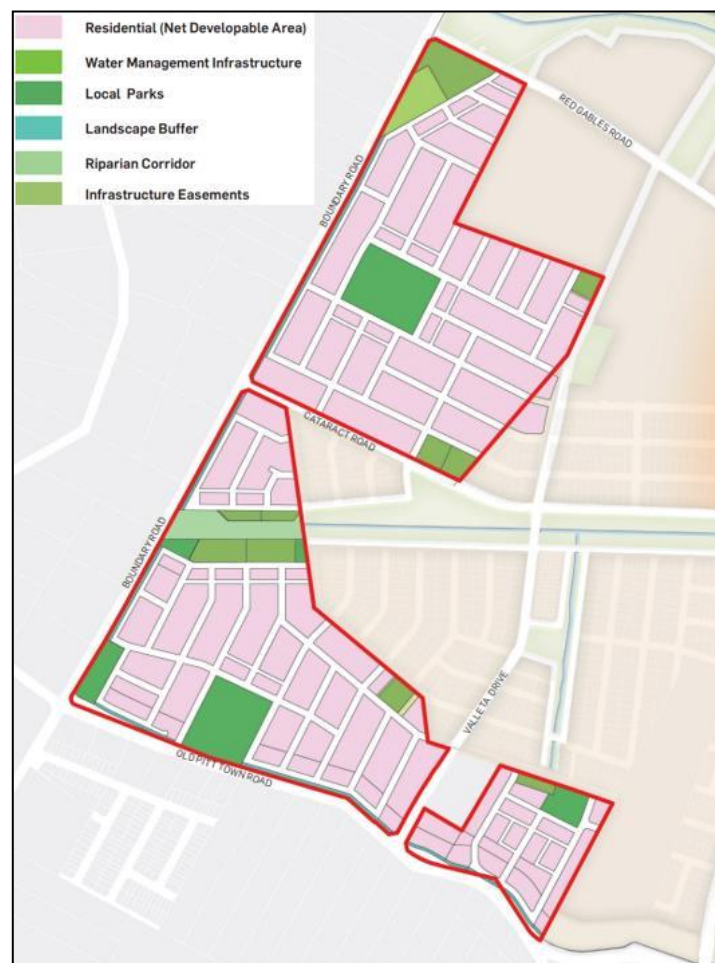 Residential (Net Developable Area)
Water Management Infrastructure
Local Parks
Landscape Buffer
Riparian Corridor
Infrastructure Easements
RED GABLES ROAD
BOUNDARY ROAD
CATARACT ROAD
BOUNDARY ROAD
VALLETA DRIVE
OLD PITT TOWN ROAD